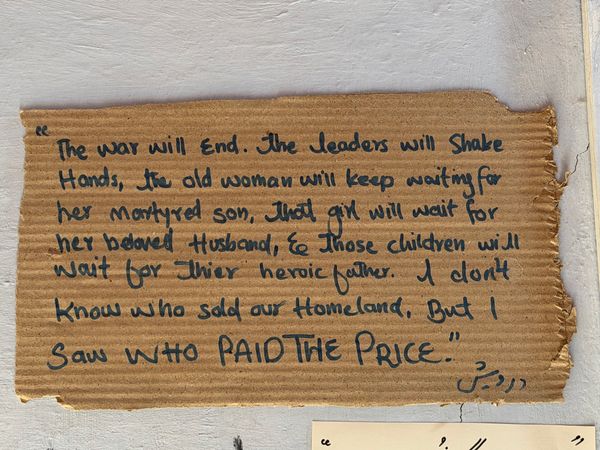 "The war will End. The leaders will Shake
Hands, the old woman will keep waiting for
her martyred son, That girl will wait for
her beloved Husband, & Those children will
wait for Thier heroic father. I don't
know who sold our Homeland, But I
Saw WHO PAID THE PRICE."
درويش